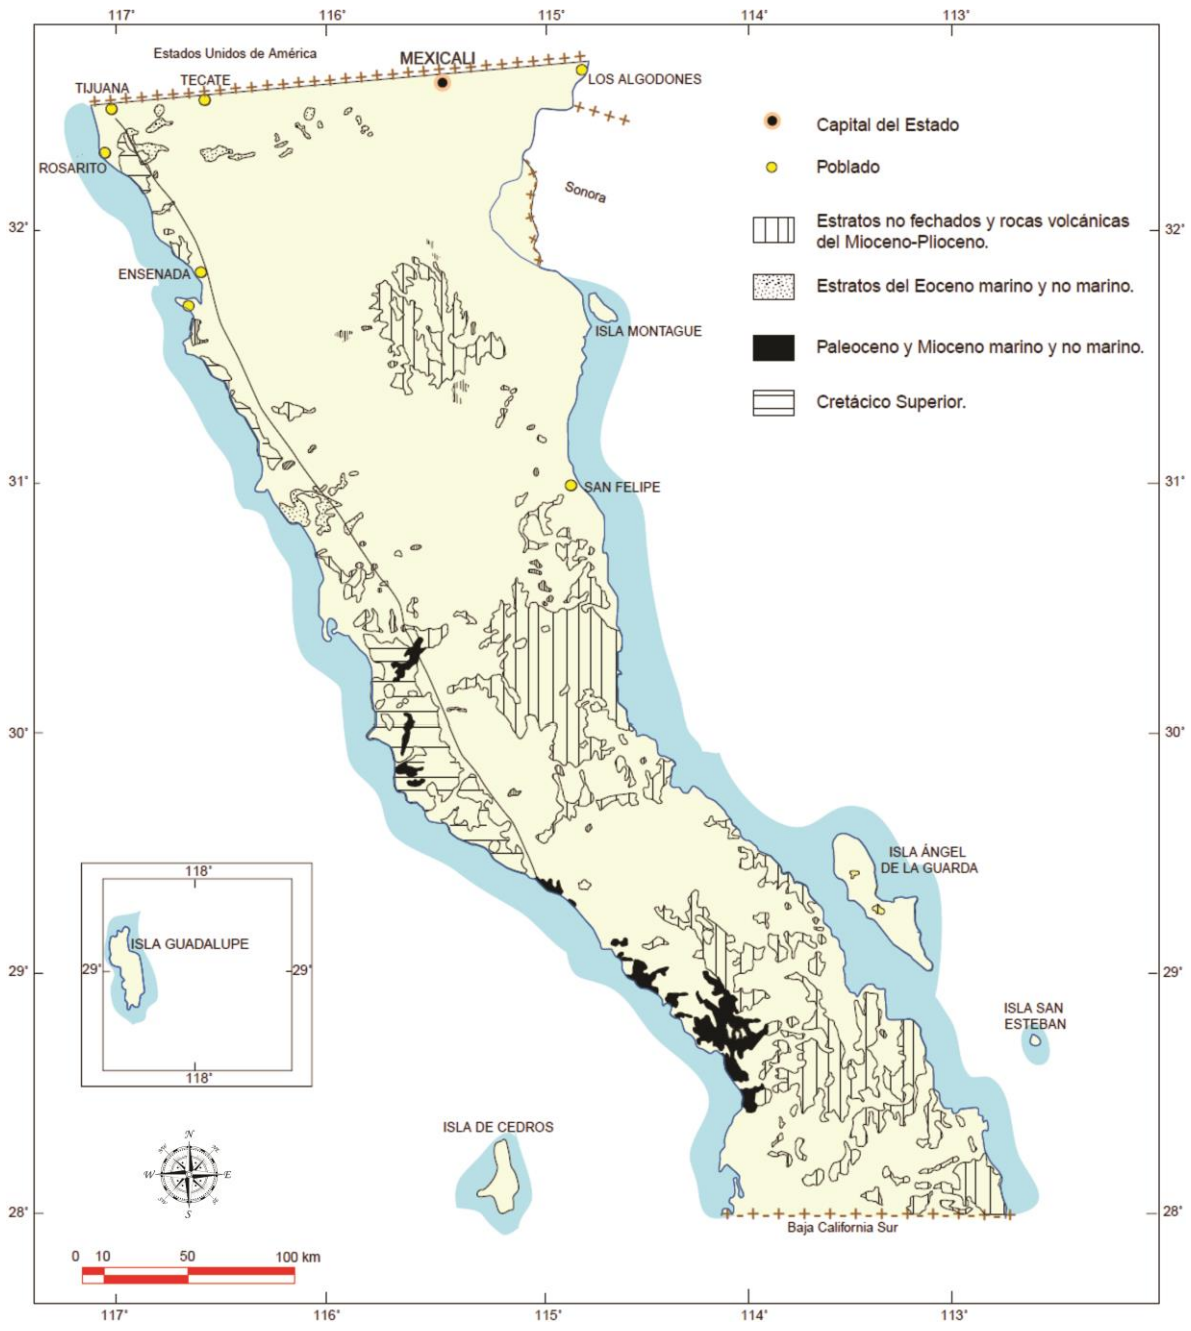 117° 116° 115° 114° 113°
Estados Unidos de América
MEXICALI
TIJUANA
TECATE
LOS ALGODONES
ROSARITO
Sonora
Capital del Estado
Poblado
Estratos no fechados y rocas volcánicas
del Mioceno-Plioceno.
Estratos del Eoceno marino y no marino.
Paleoceno y Mioceno marino y no marino.
Cretácico Superior.
32° 32°
ENSENADA
ISLA MONTAGUE
31° 31°
SAN FELIPE
30° 30°
ISLA ÁNGEL
DE LA GUARDA
118°
ISLA GUADALUPE
29° 29°
118°
29° 29°
ISLA SAN
ESTEBAN
ISLA DE CEDROS
N
W E
S
28° 28°
Baja California Sur
0 10 50 100 km
117° 116° 115° 114° 113°